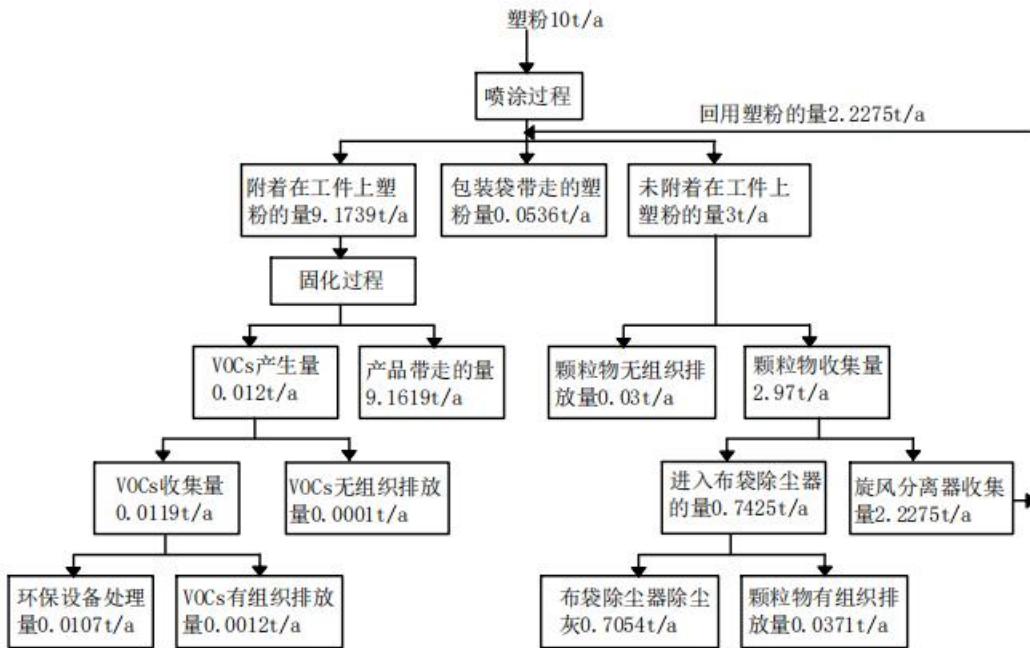 塑粉10t/a
喷涂过程
回用塑粉的量2.2275t/a
附着在工件上塑
粉的量9.1739t/a
包装袋带走的塑
粉量0.0536t/a
未附着在工件上
塑粉的量3t/a
固化过程
VOCs产生量
0.012t/a
产品带走的量
9.1619t/a
颗粒物无组织排
放量0.03t/a
颗粒物收集量
2.97t/a
VOCs收集量
0.0119t/a
VOCs无组织排放
量0.0001t/a
进入布袋除尘器
的量0.7425t/a
旋风分离器收集
量2.2275t/a
环保设备处理
量0.0107t/a
VOCs有组织排放
量0.0012t/a
布袋除尘器除尘
灰0.7054t/a
颗粒物有组织排
放量0.0371t/a